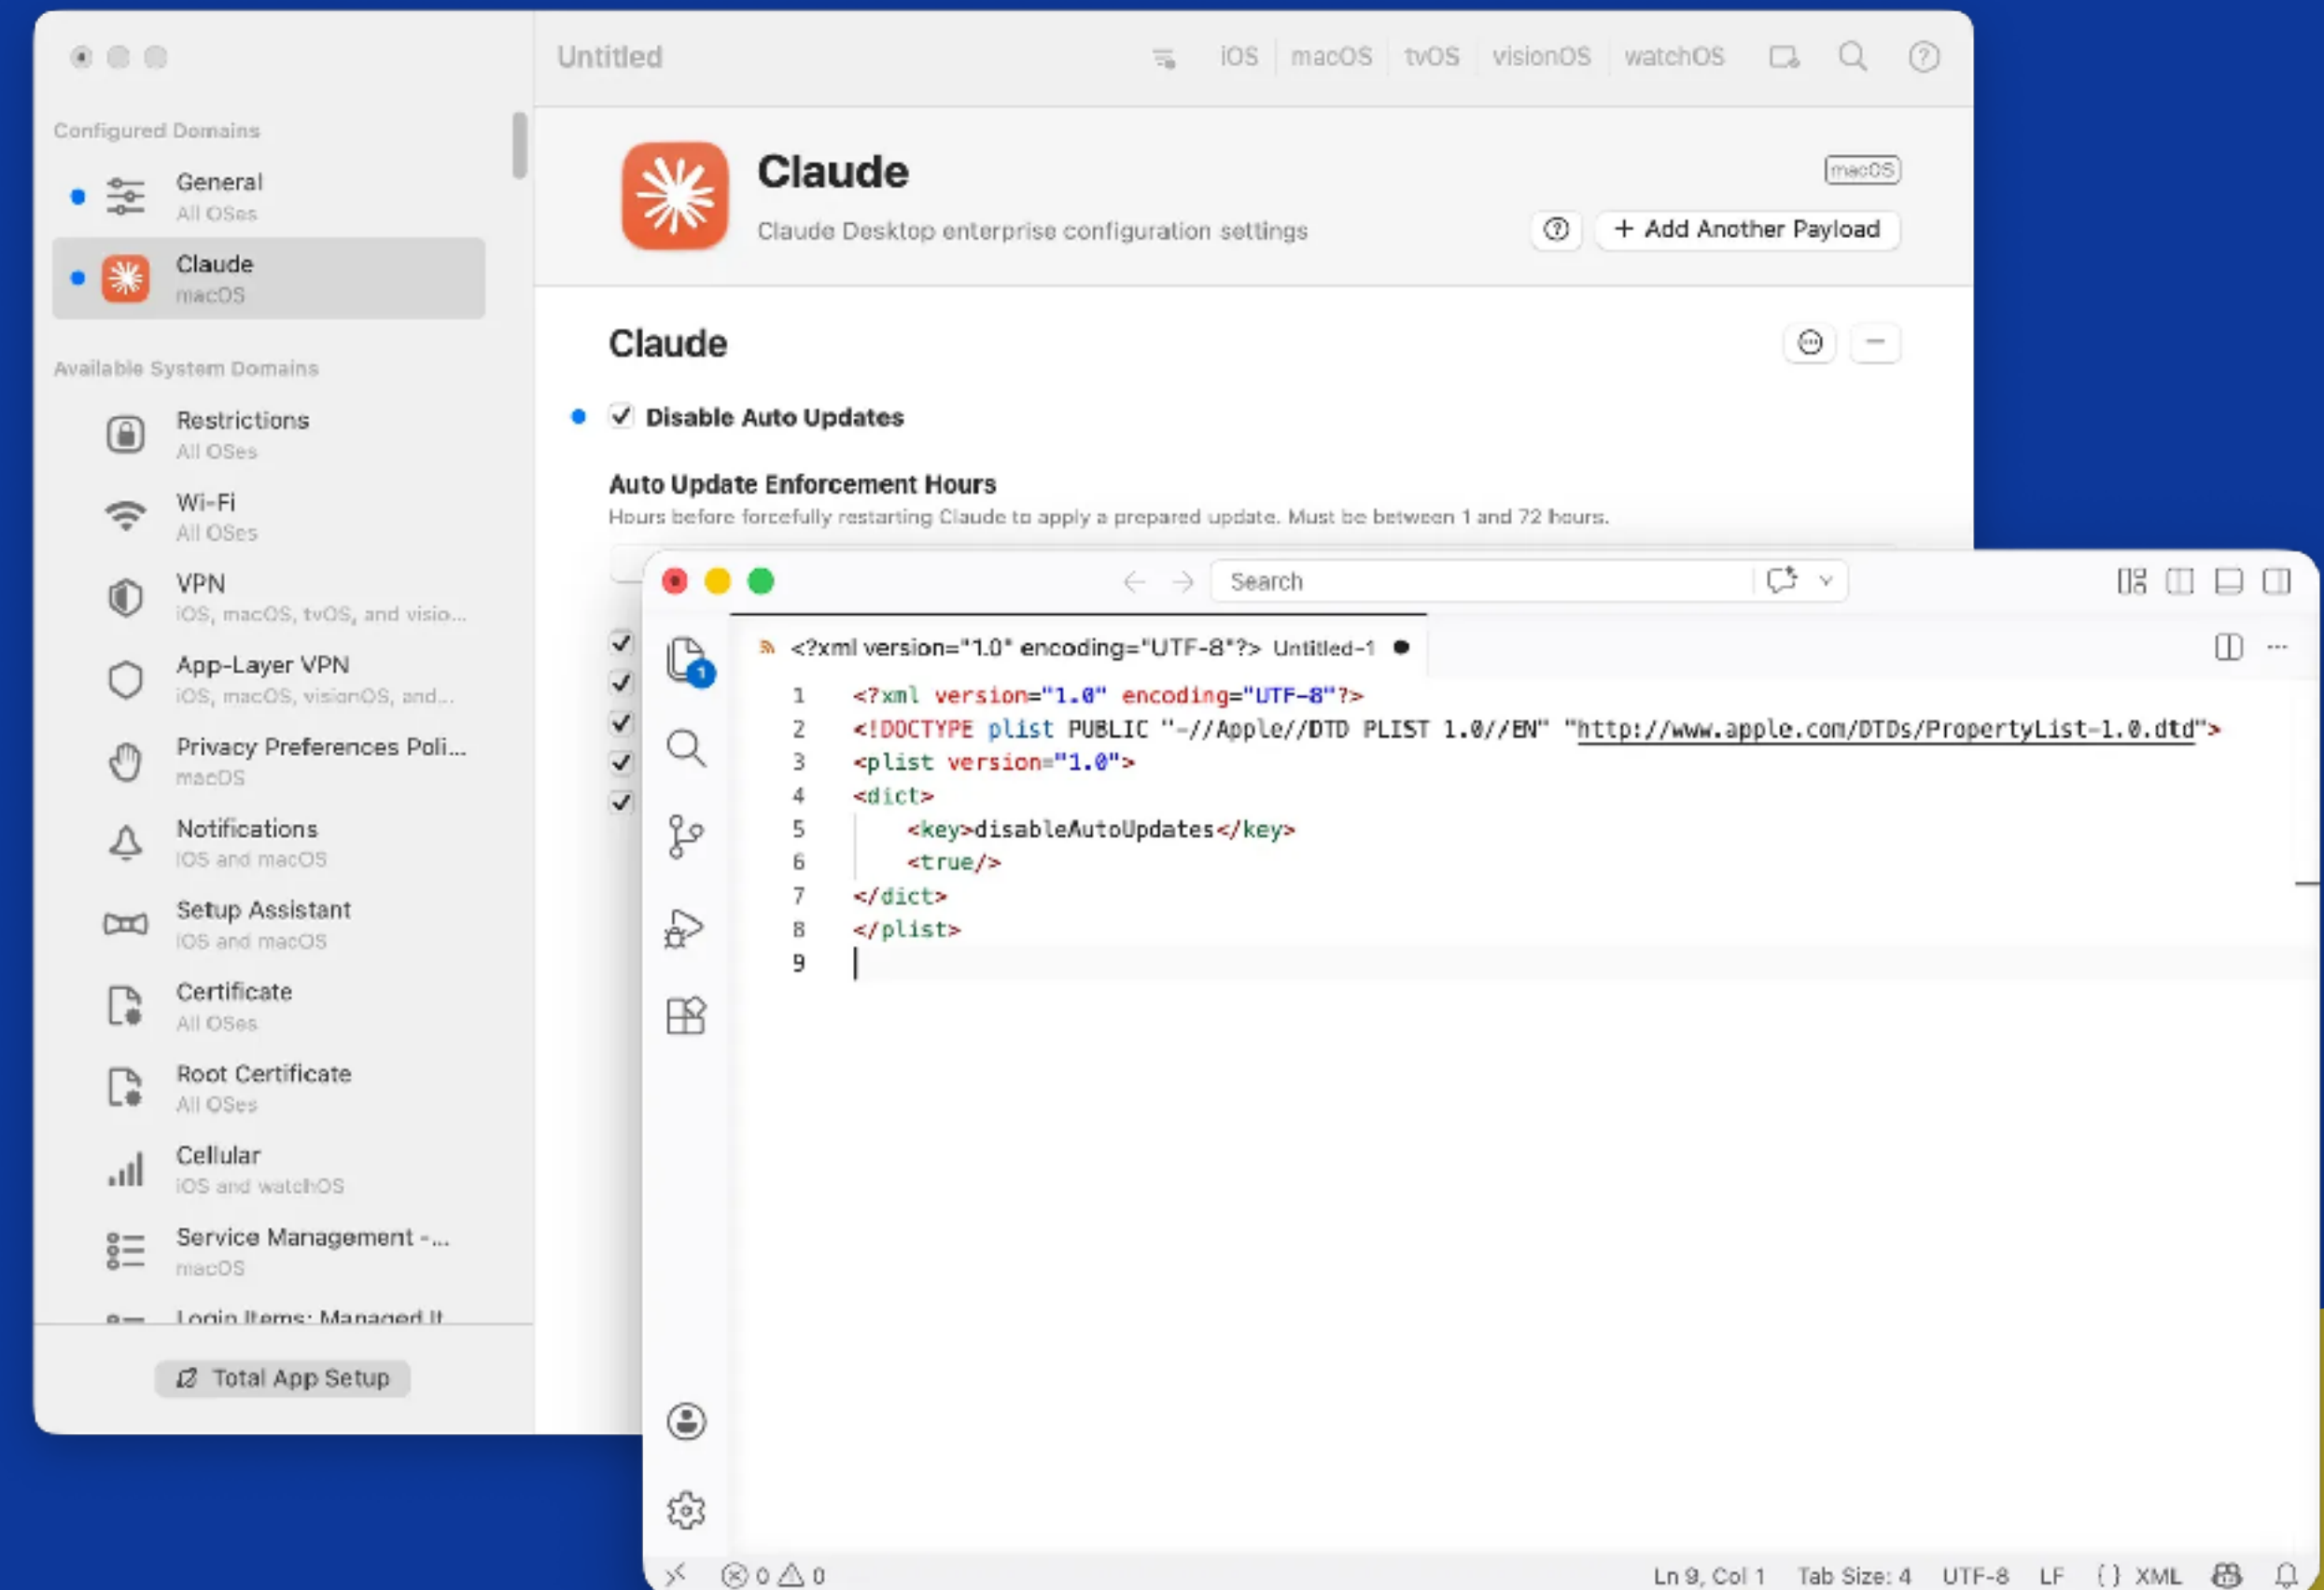 Untitled
iOS macOS tvOS visionOS watchOS
Configured Domains
General
All OSes
Claude
macOS
Available System Domains
Restrictions
All OSes
Wi-Fi
All OSes
VPN
iOS, macOS, tvOS, and visio...
App-Layer VPN
iOS, macOS, visionOS, and...
Privacy Preferences Poli...
macOS
Notifications
iOS and macOS
Setup Assistant
iOS and macOS
Certificate
All OSes
Root Certificate
All OSes
Cellular
iOS and watchOS
Service Management -...
macOS
Login Items: Managed It
Total App Setup
Claude
macOS
Claude Desktop enterprise configuration settings
+ Add Another Payload
Claude
Disable Auto Updates
Auto Update Enforcement Hours
Hours before forcefully restarting Claude to apply a prepared update. Must be between 1 and 72 hours.
Search
1
<?xml version="1.0" encoding="UTF-8"?> Untitled-1
1 <?xml version="1.0" encoding="UTF-8"?>
2 <!DOCTYPE plist PUBLIC "-//Apple//DTD PLIST 1.0//EN" "http://www.apple.com/DTDs/PropertyList-1.0.dtd">
3 <plist version="1.0">
4 <dict>
5 <key>disableAutoUpdates</key>
6 <true/>
7 </dict>
8 </plist>
9
0 0
Ln 9, Col 1 Tab Size: 4 UTF-8 LF { } XML